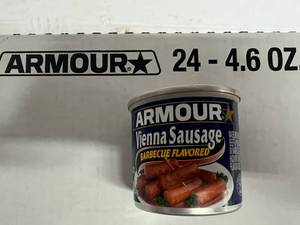 ARMOUR★ 24 - 4.6 OZ.
ARMOUR★
Vienna Sausage
BARBECUE FLAVORED